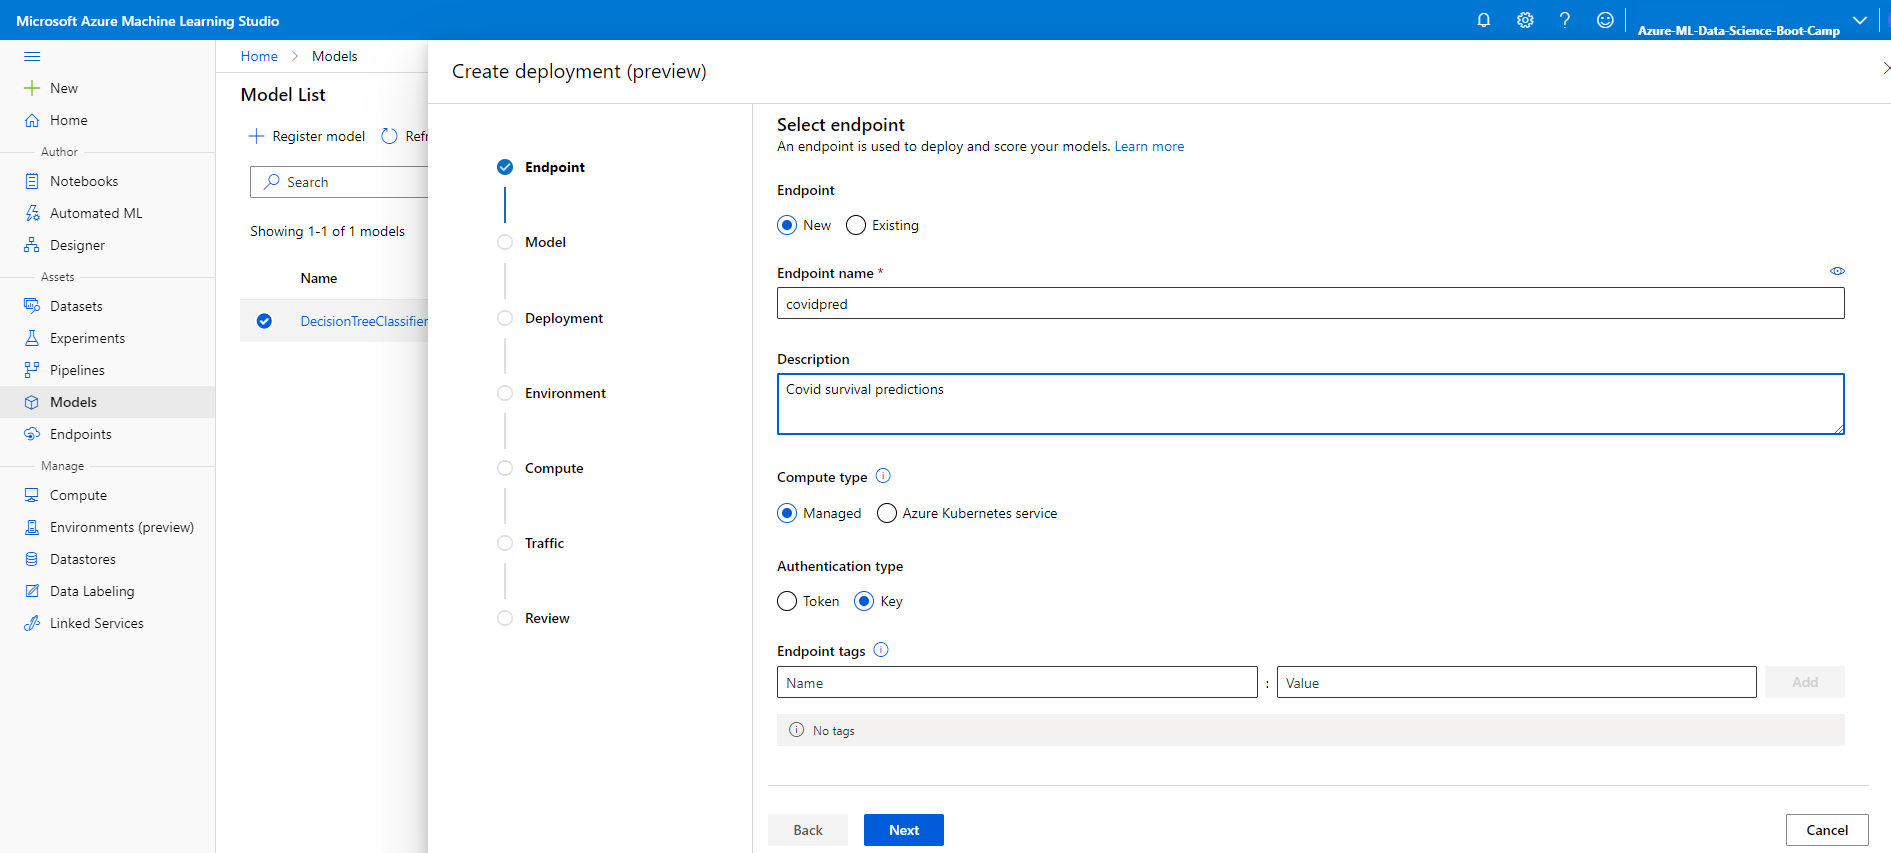 Microsoft Azure Machine Learning Studio
Azure-ML-Data-Science-Boot-Camp
New
Home
Author
Notebooks
Automated ML
Designer
Assets
Datasets
Experiments
Pipelines
Models
Endpoints
Manage
Compute
Environments (preview)
Datastores
Data Labeling
Linked Services
Home > Models
Model List
Register model
Search
Showing 1-1 of 1 models
Name
DecisionTreeClassifier
Create deployment (preview)
Endpoint
Model
Deployment
Environment
Compute
Traffic
Review
Select endpoint
An endpoint is used to deploy and score your models. Learn more
Endpoint
New Existing
Endpoint name *
covidpred
Description
Covid survival predictions
Compute type
Managed Azure Kubernetes service
Authentication type
Token Key
Endpoint tags
Name : Value Add
No tags
Back Next Cancel